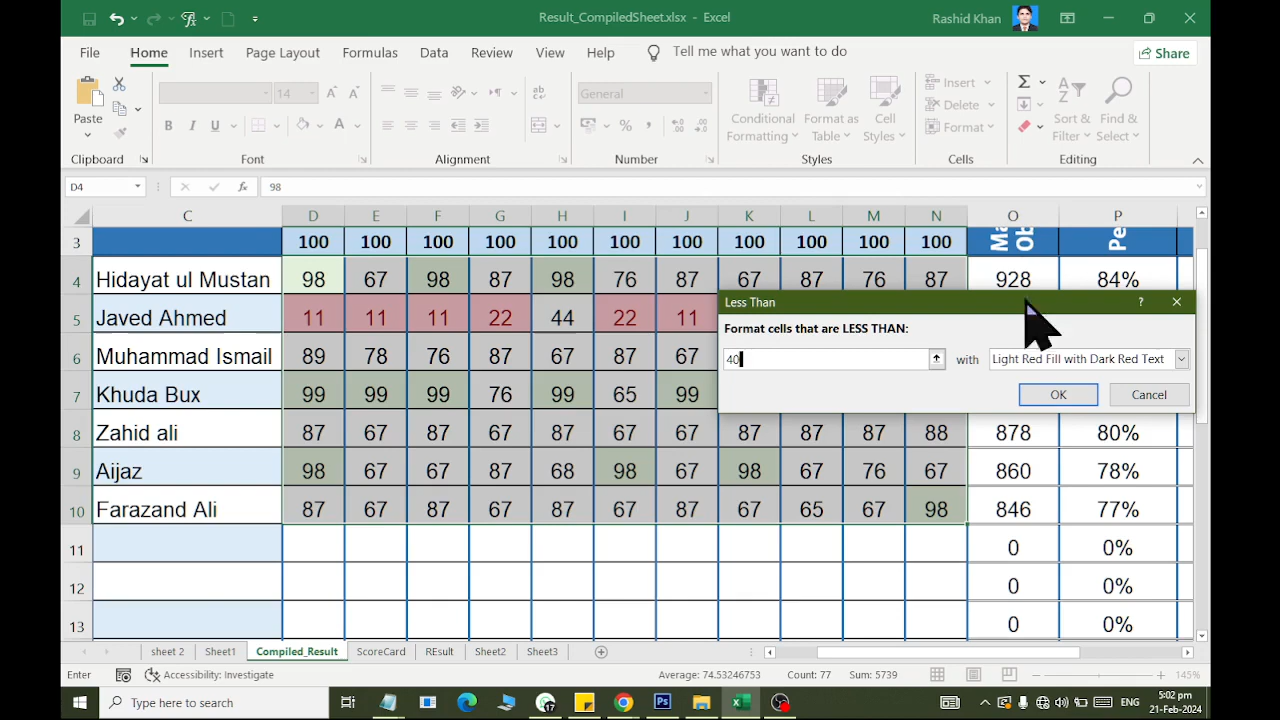 Result_CompiledSheet.xlsx - Excel
Rashid Khan
File Home Insert Page Layout Formulas Data Review View Help Tell me what you want to do Share
Paste
14
General
Conditional Formatting
Format as Table
Cell Styles
Insert
Delete
Format
Sort & Filter
Find & Select
Clipboard Font Alignment Number Styles Cells Editing
D4 fx 98
C D E F G H I J K L M N O P
3 100 100 100 100 100 100 100 100 100 100 100 Ma Ob Pe
4 Hidayat ul Mustan 98 67 98 87 98 76 87 67 87 76 87 928 84%
5 Javed Ahmed 11 11 11 22 44 22 11
6 Muhammad Ismail 89 78 76 87 67 87 67
7 Khuda Bux 99 99 99 76 99 65 99
Less Than ?
Format cells that are LESS THAN:
40 with Light Red Fill with Dark Red Text
OK Cancel
8 Zahid ali 87 67 87 67 67 67 87 87 87 88 878 80%
9 Aijaz 98 67 67 87 68 98 67 98 67 76 67 860 78%
10 Farazand Ali 87 67 67 87 87 67 87 67 65 67 98 846 77%
11 0 0%
12 0 0%
13 0 0%
sheet 2 Sheet1 Compiled_Result ScoreCard REsult Sheet2 Sheet3
Enter Accessibility: Investigate Average: 74.53246753 Count: 77 Sum: 5739 145%
Type here to search
17
Ps
ENG
5:02 pm
21-Feb-2024